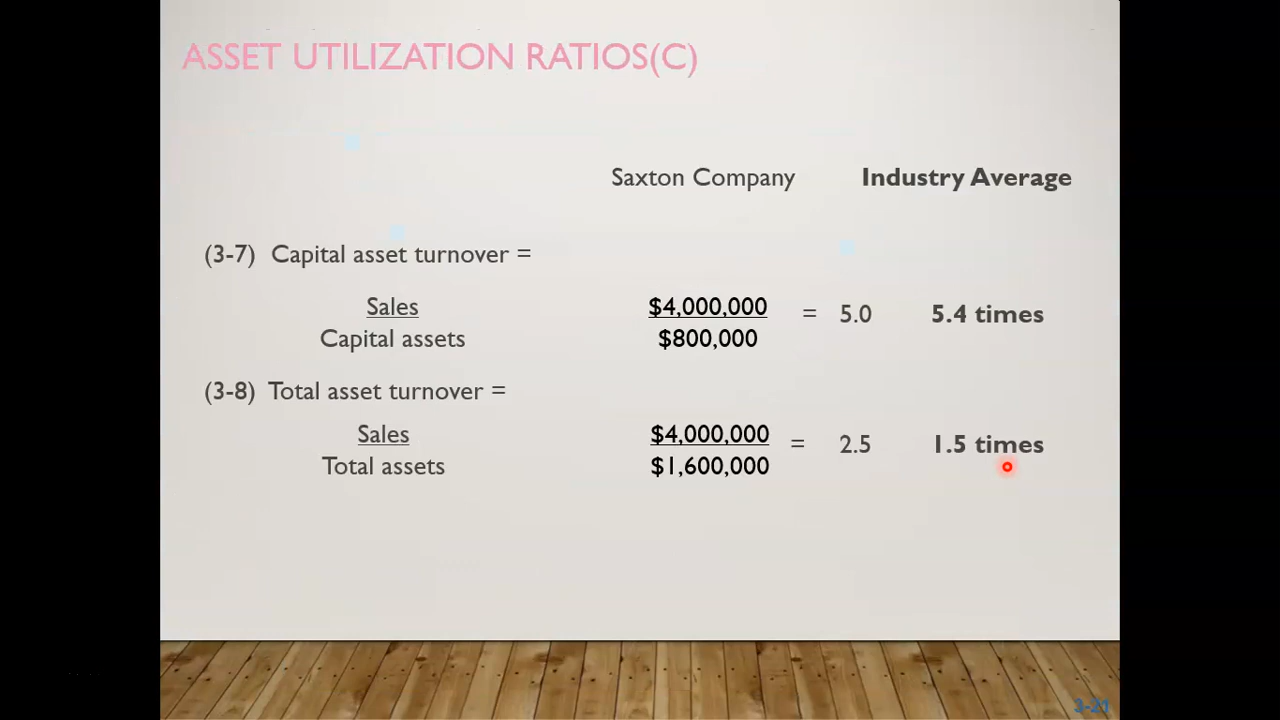 ASSET UTILIZATION RATIOS(C)
Saxton Company Industry Average
(3-7) Capital asset turnover =
Sales $4,000,000 = 5.0 5.4 times
Capital assets $800,000
(3-8) Total asset turnover =
Sales $4,000,000 = 2.5 1.5 times
Total assets $1,600,000
3-21